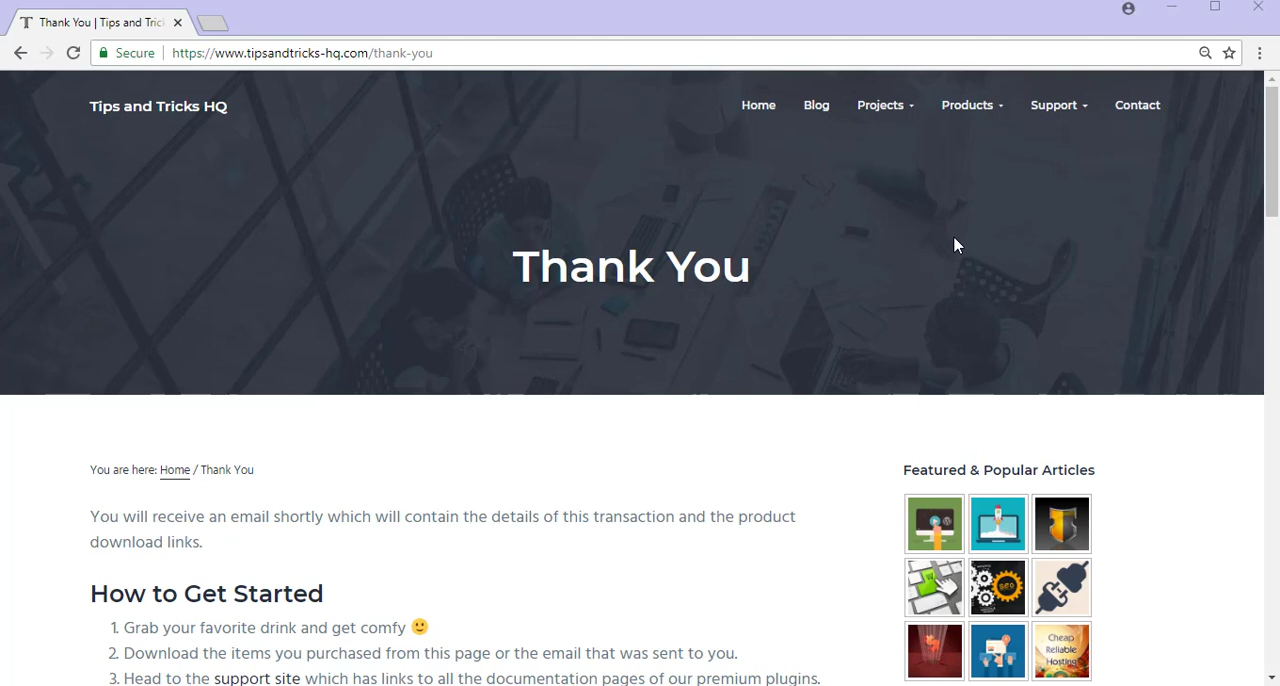 Thank You | Tips and Tric
Secure
https://www.tipsandtricks-hq.com/thank-you
Tips and Tricks HQ
Home Blog Projects Products Support Contact
Thank You
You are here: Home / Thank You
Featured & Popular Articles
You will receive an email shortly which will contain the details of this transaction and the product
download links.
How to Get Started
1. Grab your favorite drink and get comfy 🙂
2. Download the items you purchased from this page or the email that was sent to you.
3. Head to the support site which has links to all the documentation pages of our premium plugins.
SEO
Cheap
Reliable
Hosting